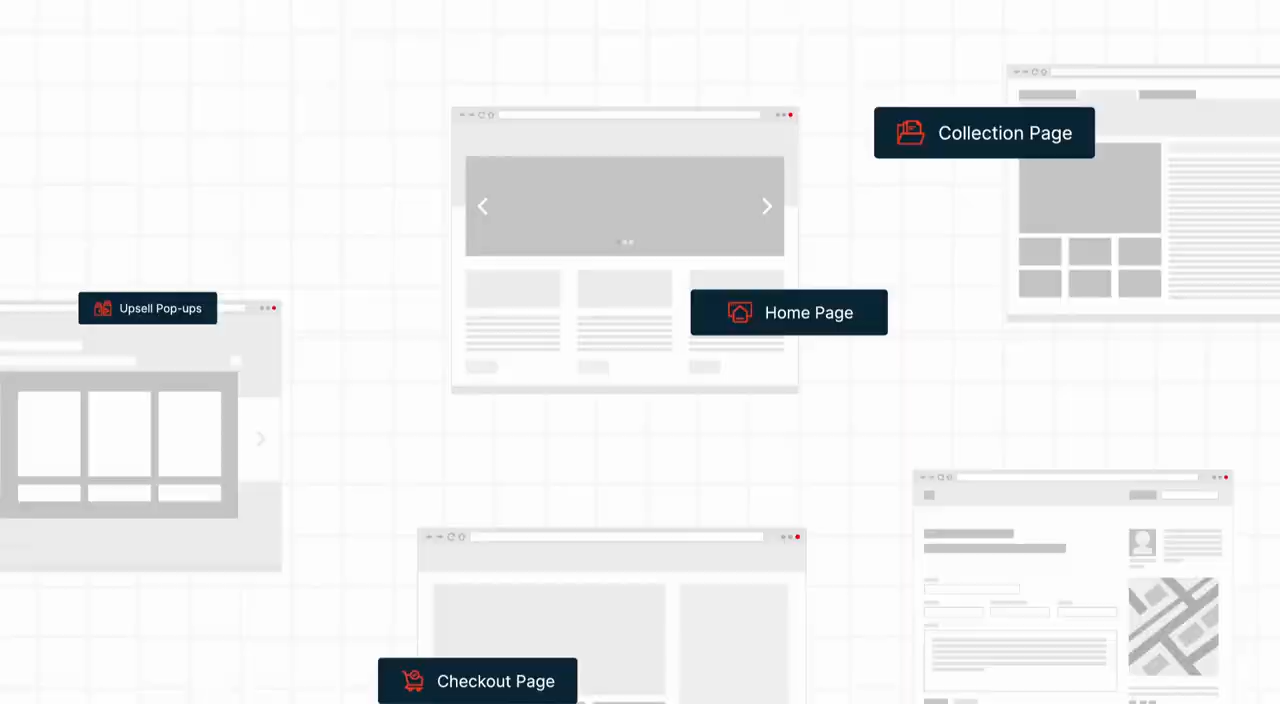 Collection Page
Upsell Pop-ups
Home Page
Checkout Page